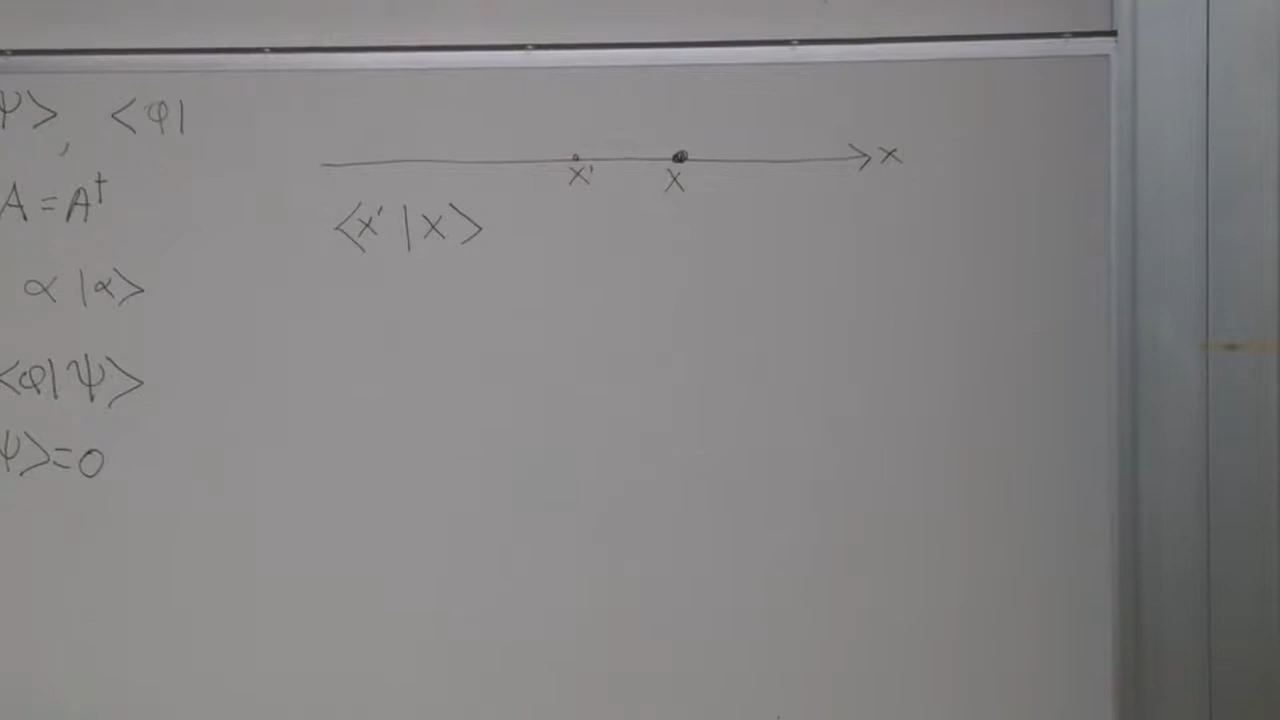 ψ>, <φ|
A = A†
α |α>
<φ|ψ>
ψ> = 0
x
x' x
<x'|x>